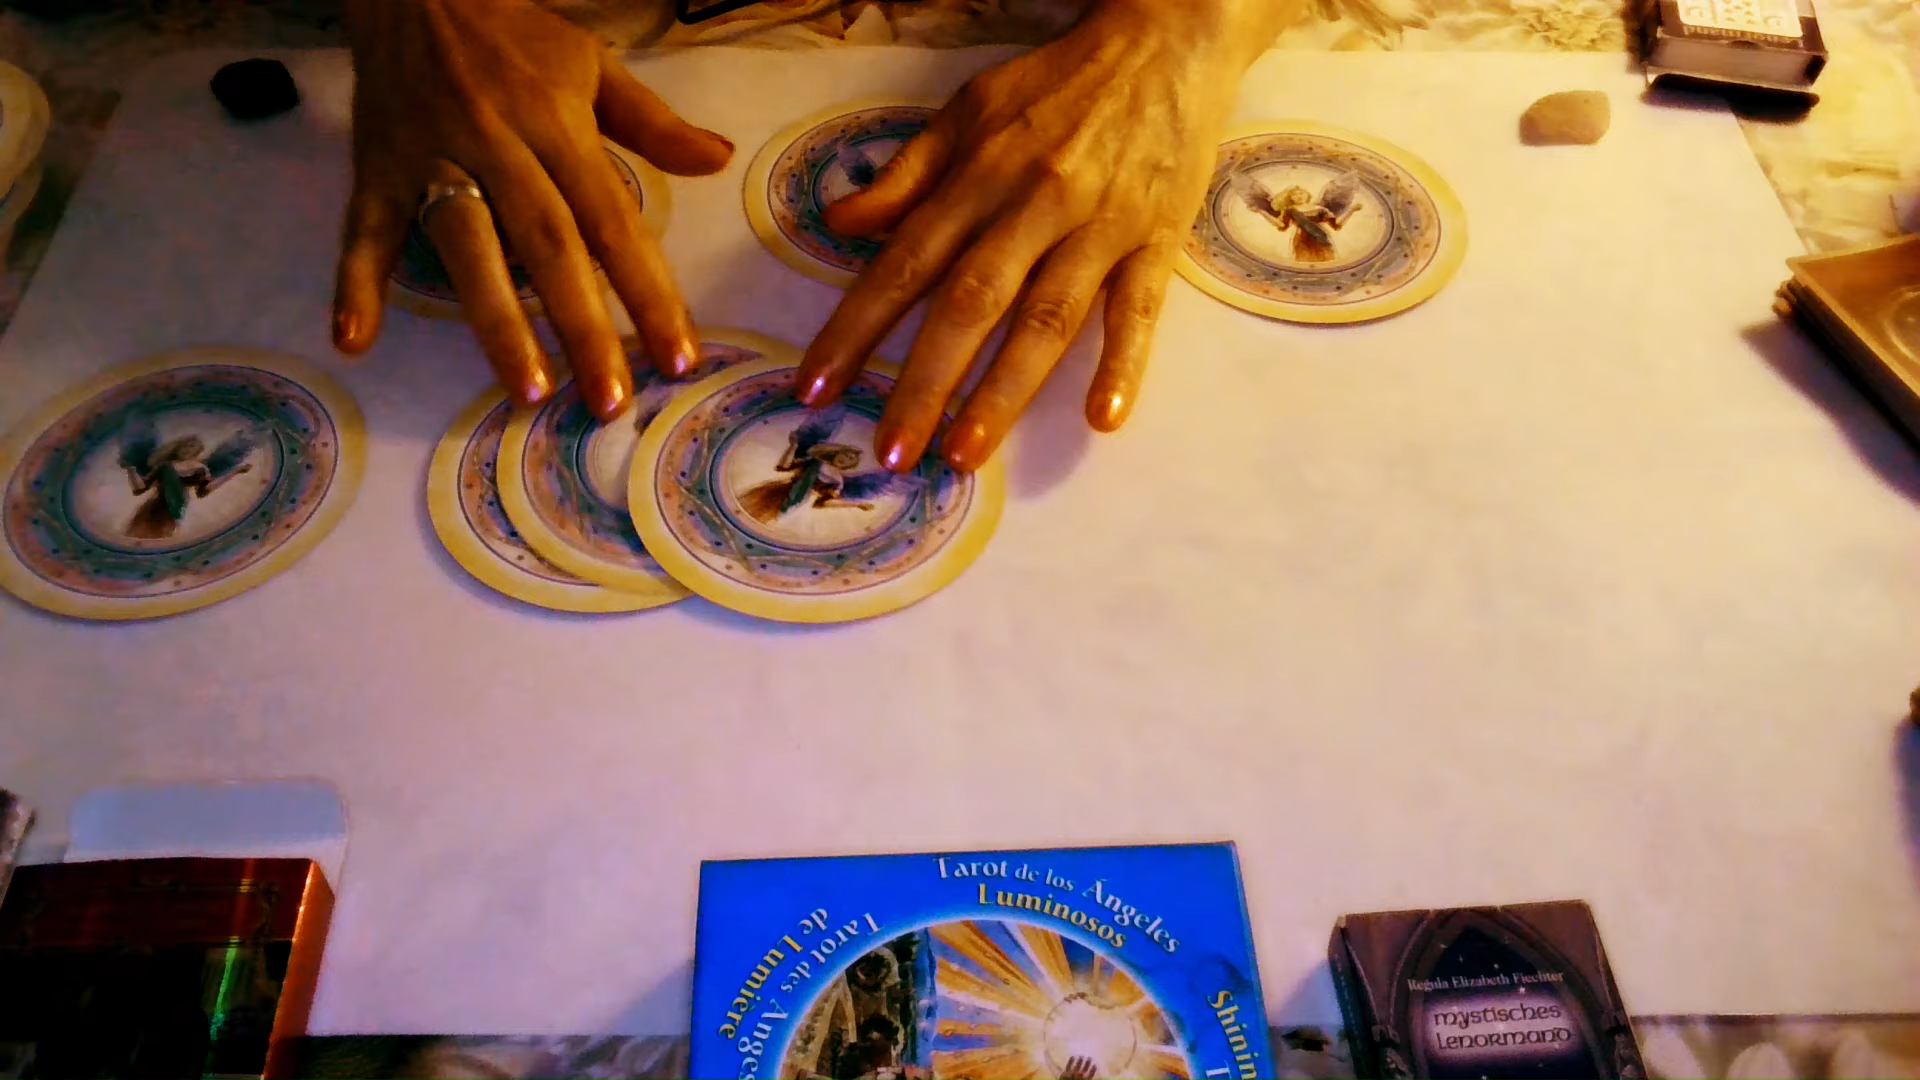 Tarot de los Ángeles
Luminosos
Tarot des Anges
de Lumière
Regula Elizabeth Fiechter
mystisches
Lenormand